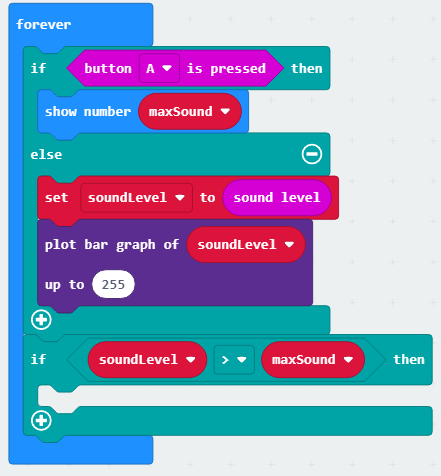 forever
if button A is pressed then
show number maxSound
else
set soundLevel to sound level
plot bar graph of soundLevel
up to 255
if soundLevel > maxSound then